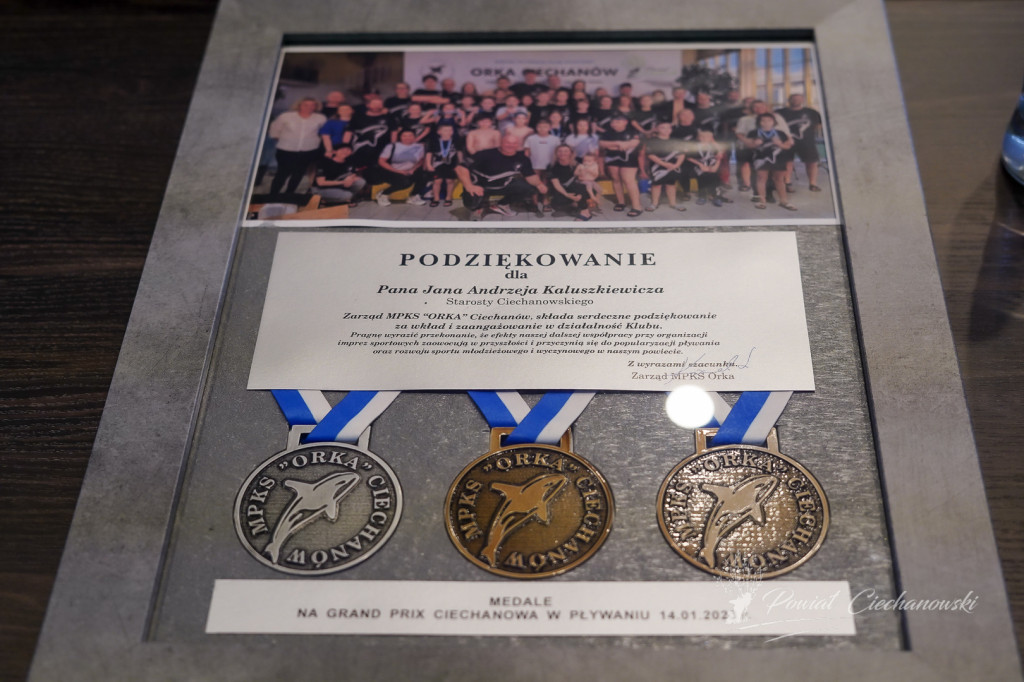 ORKA CIECHANÓW
PODZIĘKOWANIE
dla
Pana Jana Andrzeja Kaluszkiewicza
Starosty Ciechanowskiego
Zarząd MPKS "ORKA" Ciechanów, składa serdeczne podziękowanie
za wkład i zaangażowanie w działalność Klubu.
Pragnę wyrazić przekonanie, że efekty naszej dalszej współpracy przy organizacji
imprez sportowych zaowocują w przyszłości i przyczynią się do popularyzacji pływania
oraz rozwoju sportu młodzieżowego i wyczynowego w naszym powiecie.
Z wyrazami szacunku
Zarząd MPKS Orka
MPKS "ORKA" CIECHANÓW
MPKS "ORKA" CIECHANÓW
MPKS "ORKA" CIECHANÓW
MEDALE
NA GRAND PRIX CIECHANOWA W PŁYWANIU 14.01.
Powiat Ciechanowski